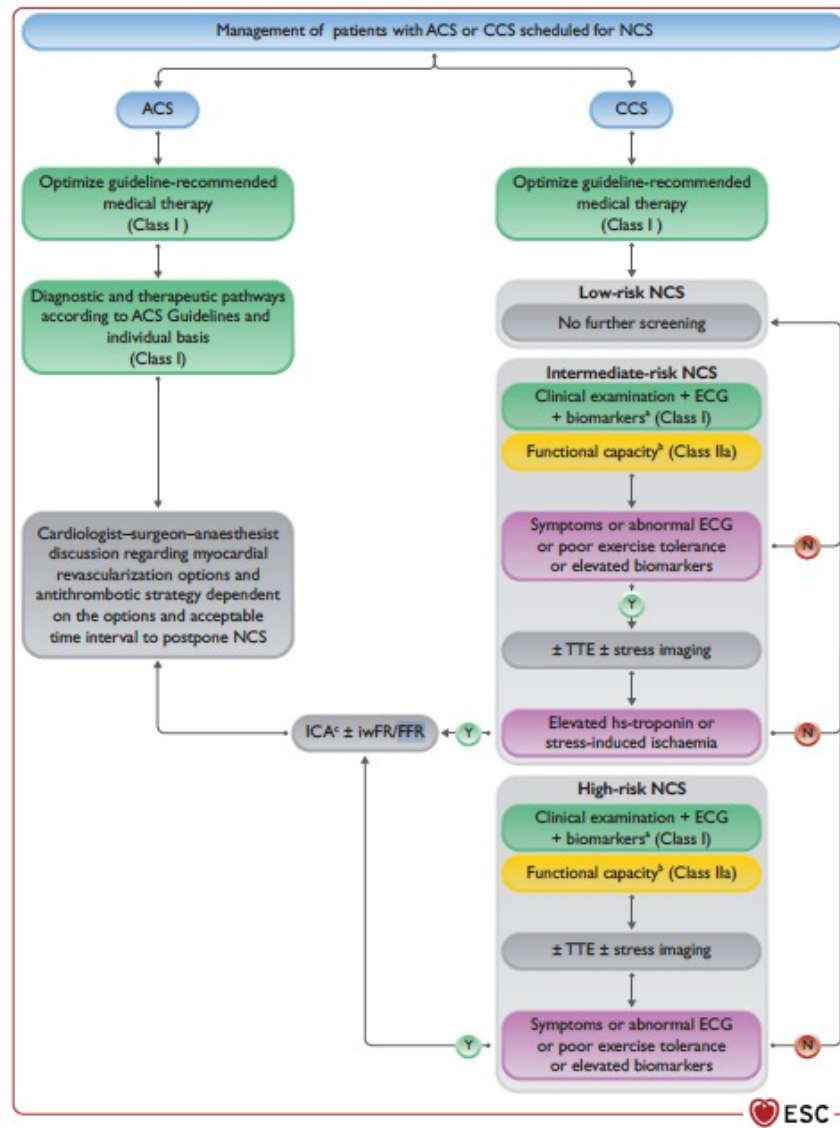 Management of patients with ACS or CCS scheduled for NCS
ACS
CCS
Optimize guideline-recommended
medical therapy
(Class I )
Optimize guideline-recommended
medical therapy
(Class I )
Diagnostic and therapeutic pathways
according to ACS Guidelines and
individual basis
(Class I)
Low-risk NCS
No further screening
Intermediate-risk NCS
Clinical examination + ECG
+ biomarkersᵃ (Class I)
Functional capacityᵇ (Class IIa)
Cardiologist–surgeon–anaesthesist
discussion regarding myocardial
revascularization options and
antithrombotic strategy dependent
on the options and acceptable
time interval to postpone NCS
Symptoms or abnormal ECG
or poor exercise tolerance
or elevated biomarkers
N
Y
± TTE ± stress imaging
ICAᶜ ± iwFR/FFR
Y
Elevated hs-troponin or
stress-induced ischaemia
N
High-risk NCS
Clinical examination + ECG
+ biomarkersᵃ (Class I)
Functional capacityᵇ (Class IIa)
± TTE ± stress imaging
Y
Symptoms or abnormal ECG
or poor exercise tolerance
or elevated biomarkers
N
ESC